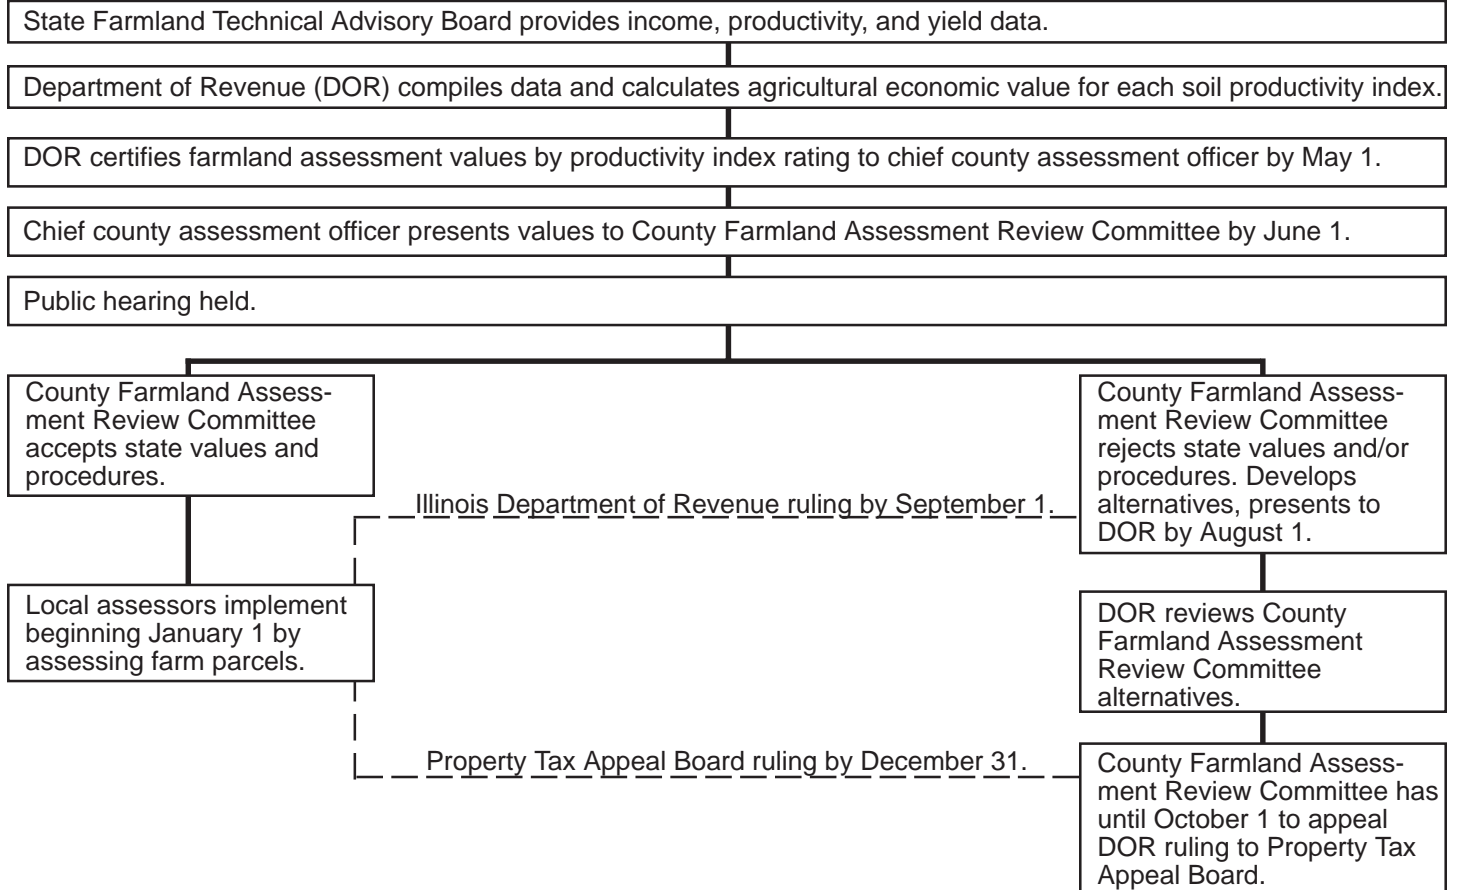 State Farmland Technical Advisory Board provides income, productivity, and yield data.
Department of Revenue (DOR) compiles data and calculates agricultural economic value for each soil productivity index.
DOR certifies farmland assessment values by productivity index rating to chief county assessment officer by May 1.
Chief county assessment officer presents values to County Farmland Assessment Review Committee by June 1.
Public hearing held.
County Farmland Assess-
ment Review Committee
accepts state values and
procedures.
County Farmland Assess-
ment Review Committee
rejects state values and/or
procedures. Develops
alternatives, presents to
DOR by August 1.
Illinois Department of Revenue ruling by September 1.
Local assessors implement
beginning January 1 by
assessing farm parcels.
DOR reviews County
Farmland Assessment
Review Committee
alternatives.
Property Tax Appeal Board ruling by December 31.
County Farmland Assess-
ment Review Committee has
until October 1 to appeal
DOR ruling to Property Tax
Appeal Board.